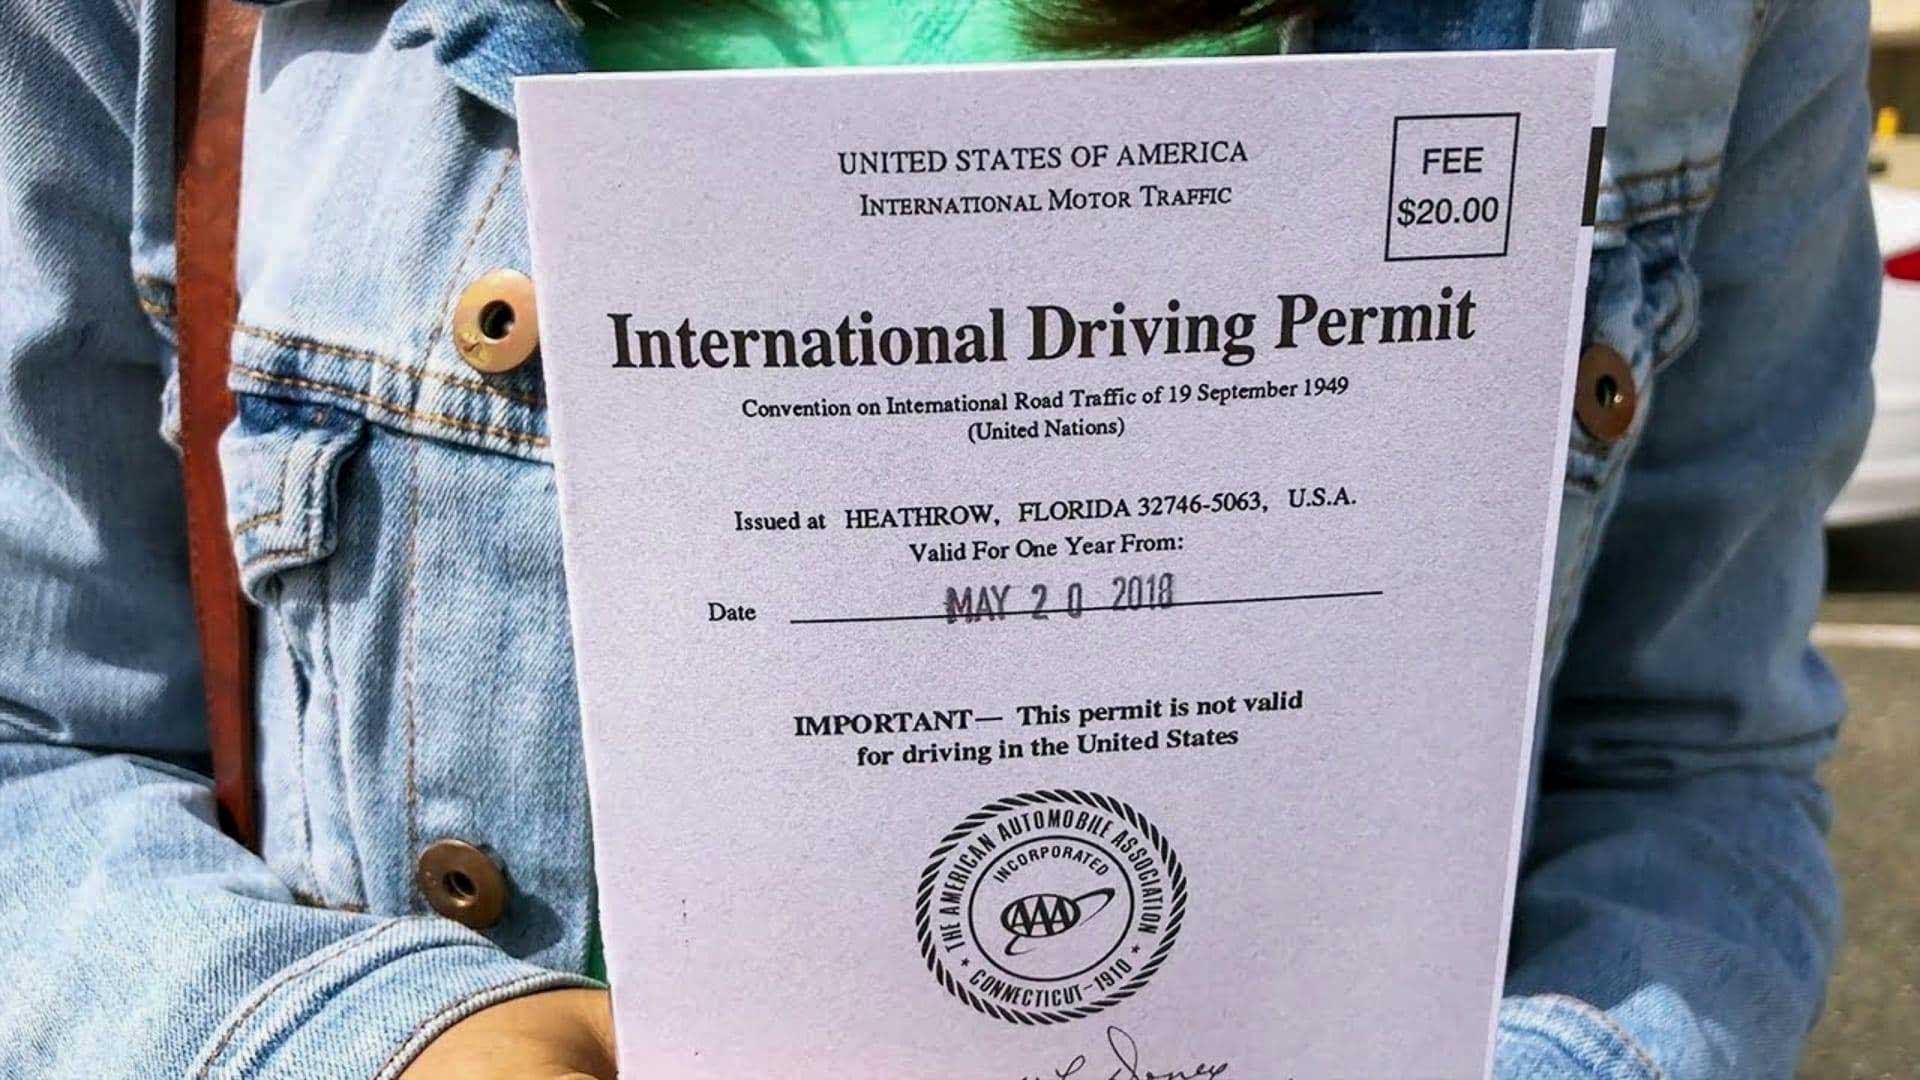 UNITED STATES OF AMERICA
INTERNATIONAL MOTOR TRAFFIC
FEE
$20.00
International Driving Permit
Convention on International Road Traffic of 19 September 1949
(United Nations)
Issued at HEATHROW, FLORIDA 32746-5063, U.S.A.
Valid For One Year From:
Date MAY 20 2018
IMPORTANT— This permit is not valid
for driving in the United States
THE AMERICAN AUTOMOBILE ASSOCIATION
INCORPORATED
AAA
* CONNECTICUT-1910 *